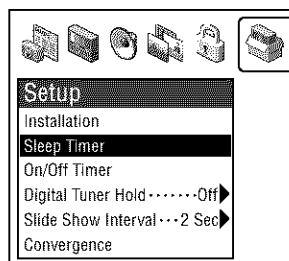 Setup
Installation
Sleep Timer
On/Off Timer
Digital Tuner Hold·······Off
Slide Show Interval···2 Sec
Convergence